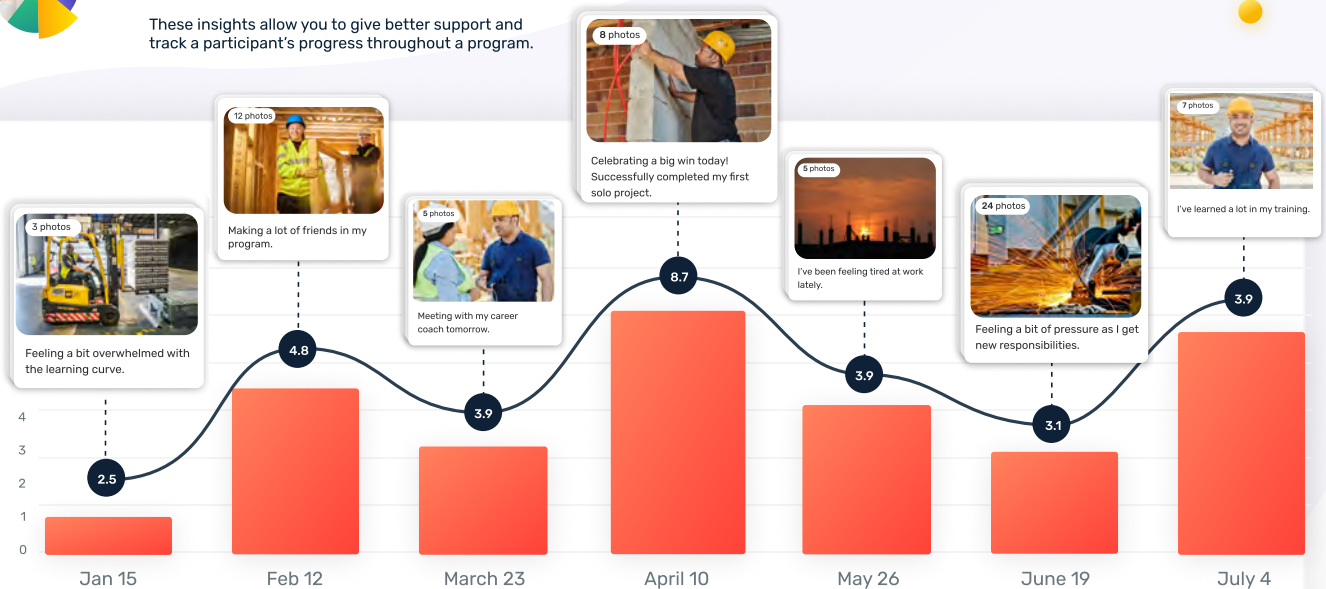 These insights allow you to give better support and
track a participant's progress throughout a program.
3 photos
Feeling a bit overwhelmed with
the learning curve.
12 photos
Making a lot of friends in my
program.
5 photos
Meeting with my career
coach tomorrow.
8 photos
Celebrating a big win today!
Successfully completed my first
solo project.
5 photos
I've been feeling tired at work
lately.
24 photos
Feeling a bit of pressure as I get
new responsibilities.
7 photos
I've learned a lot in my training.
2.5
4.8
3.9
8.7
3.9
3.1
3.9
4
3
2
1
0
Jan 15
Feb 12
March 23
April 10
May 26
June 19
July 4